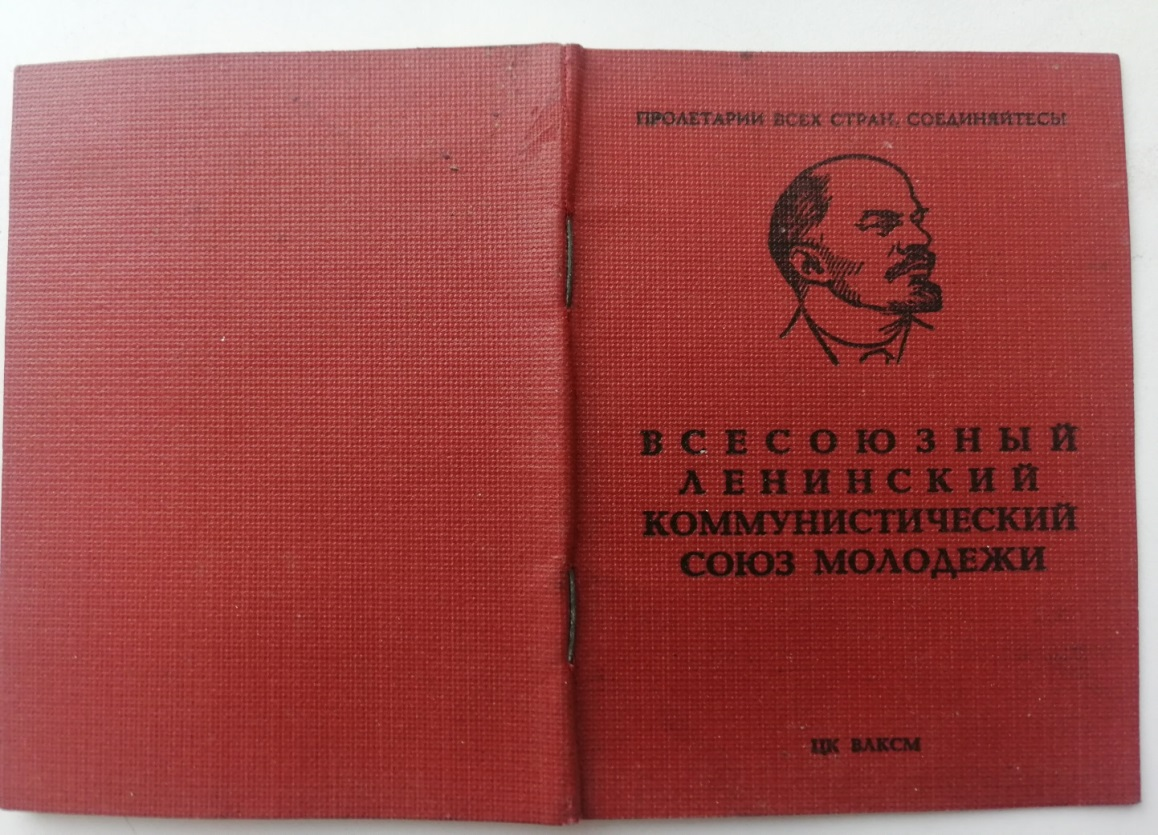 ПРОЛЕТАРИИ ВСЕХ СТРАН, СОЕДИНЯЙТЕСЬ!
ВСЕСОЮЗНЫЙ
ЛЕНИНСКИЙ
КОММУНИСТИЧЕСКИЙ
СОЮЗ МОЛОДЕЖИ
ЦК ВЛКСМ